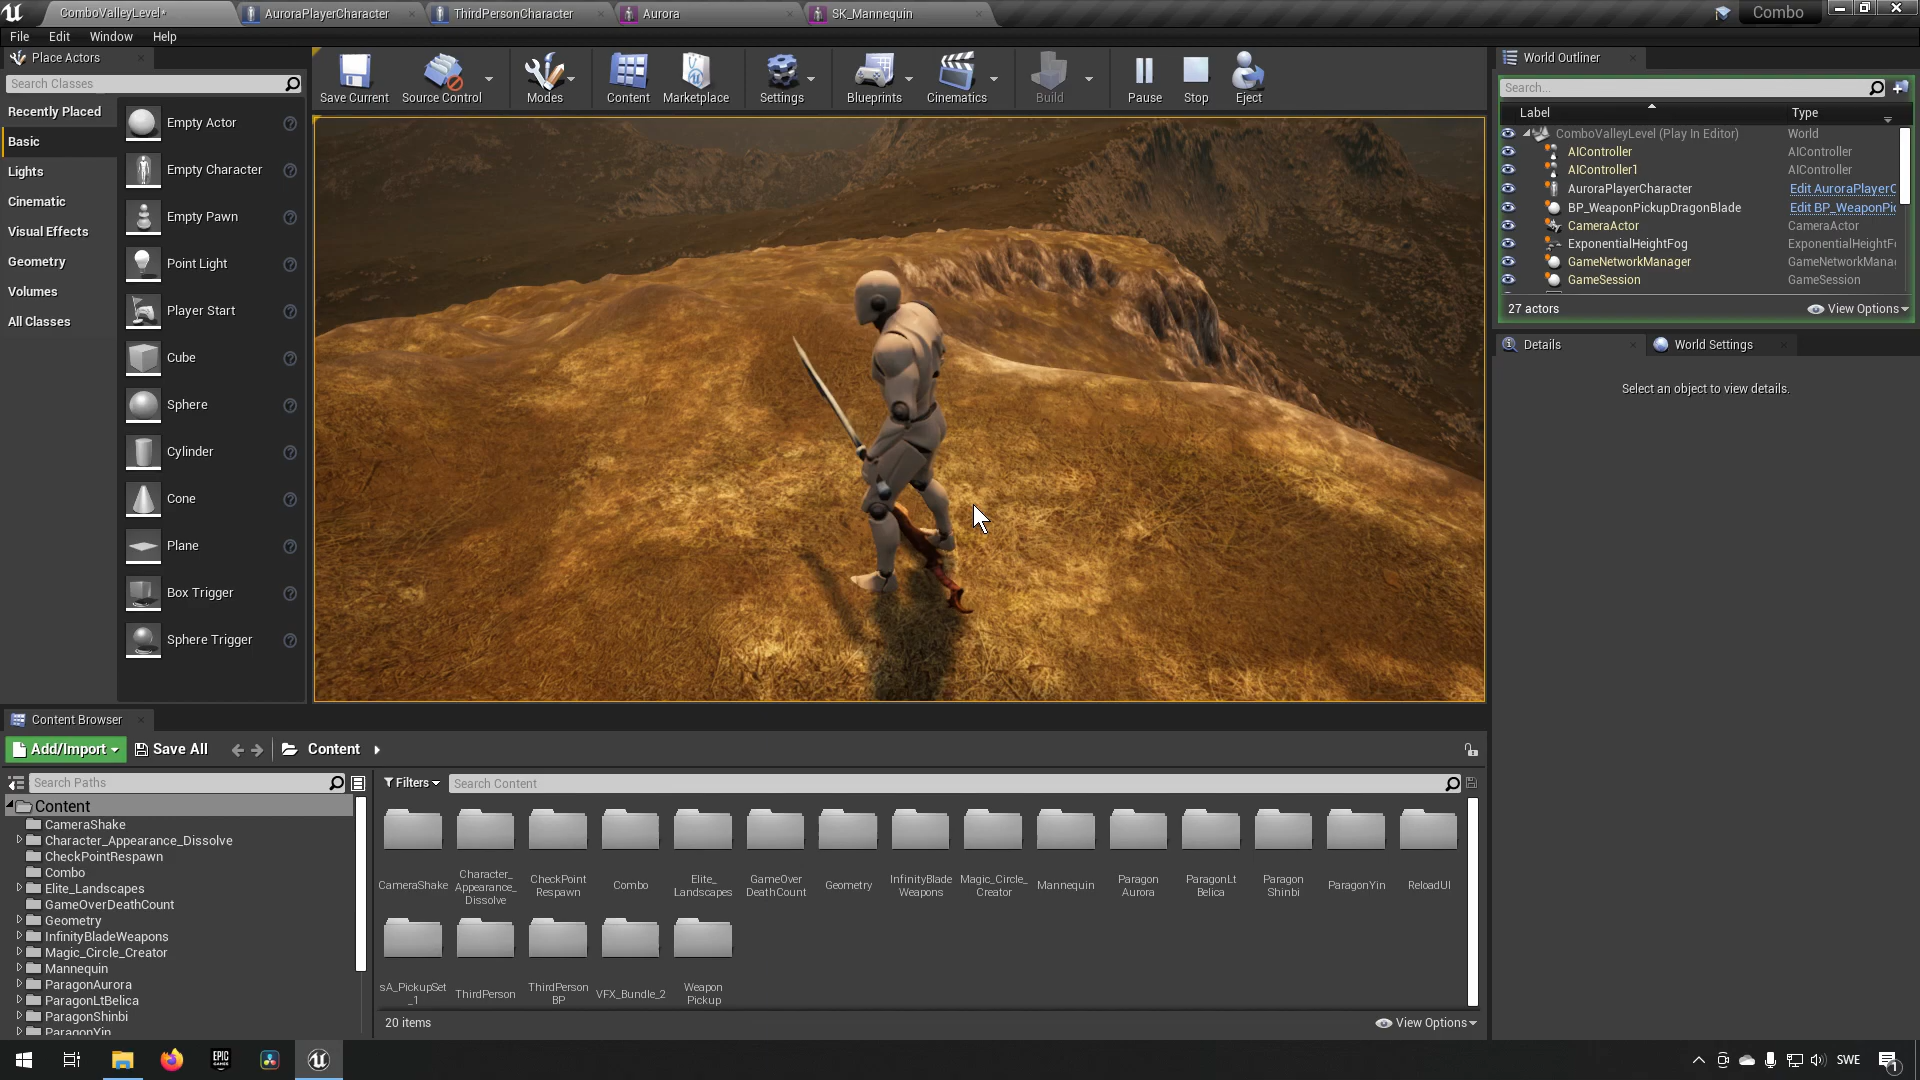 ComboValleyLevel*
AuroraPlayerCharacter
ThirdPersonCharacter
Aurora
SK_Mannequin
Combo
File
Edit
Window
Help
Place Actors
Search Classes
Recently Placed
Basic
Lights
Cinematic
Visual Effects
Geometry
Volumes
All Classes
Empty Actor
Empty Character
Empty Pawn
Point Light
Player Start
Cube
Sphere
Cylinder
Cone
Plane
Box Trigger
Sphere Trigger
Save Current
Source Control
Modes
Content
Marketplace
Settings
Blueprints
Cinematics
Build
Pause
Stop
Eject
World Outliner
Search...
Label
Type
ComboValleyLevel (Play In Editor)
World
AIController
AIController
AIController1
AIController
AuroraPlayerCharacter
Edit AuroraPlayerC
BP_WeaponPickupDragonBlade
Edit BP_WeaponPic
CameraActor
CameraActor
ExponentialHeightFog
ExponentialHeightF
GameNetworkManager
GameNetworkMana
GameSession
GameSession
27 actors
View Options
Details
World Settings
Select an object to view details.
Content Browser
Add/Import
Save All
Content
Search Paths
Filters
Search Content
Content
CameraShake
Character_Appearance_Dissolve
CheckPointRespawn
Combo
Elite_Landscapes
GameOverDeathCount
Geometry
InfinityBladeWeapons
Magic_Circle_Creator
Mannequin
ParagonAurora
ParagonLtBelica
ParagonShinbi
ParagonYin
CameraShake
Character_
Appearance_
Dissolve
CheckPoint
Respawn
Combo
Elite_
Landscapes
GameOver
DeathCount
Geometry
InfinityBlade
Weapons
Magic_Circle_
Creator
Mannequin
Paragon
Aurora
ParagonLt
Belica
Paragon
Shinbi
ParagonYin
ReloadUI
sA_PickupSet
_1
ThirdPerson
ThirdPerson
BP
VFX_Bundle_2
Weapon
Pickup
20 items
View Options
EPIC
GAMES
SWE
1